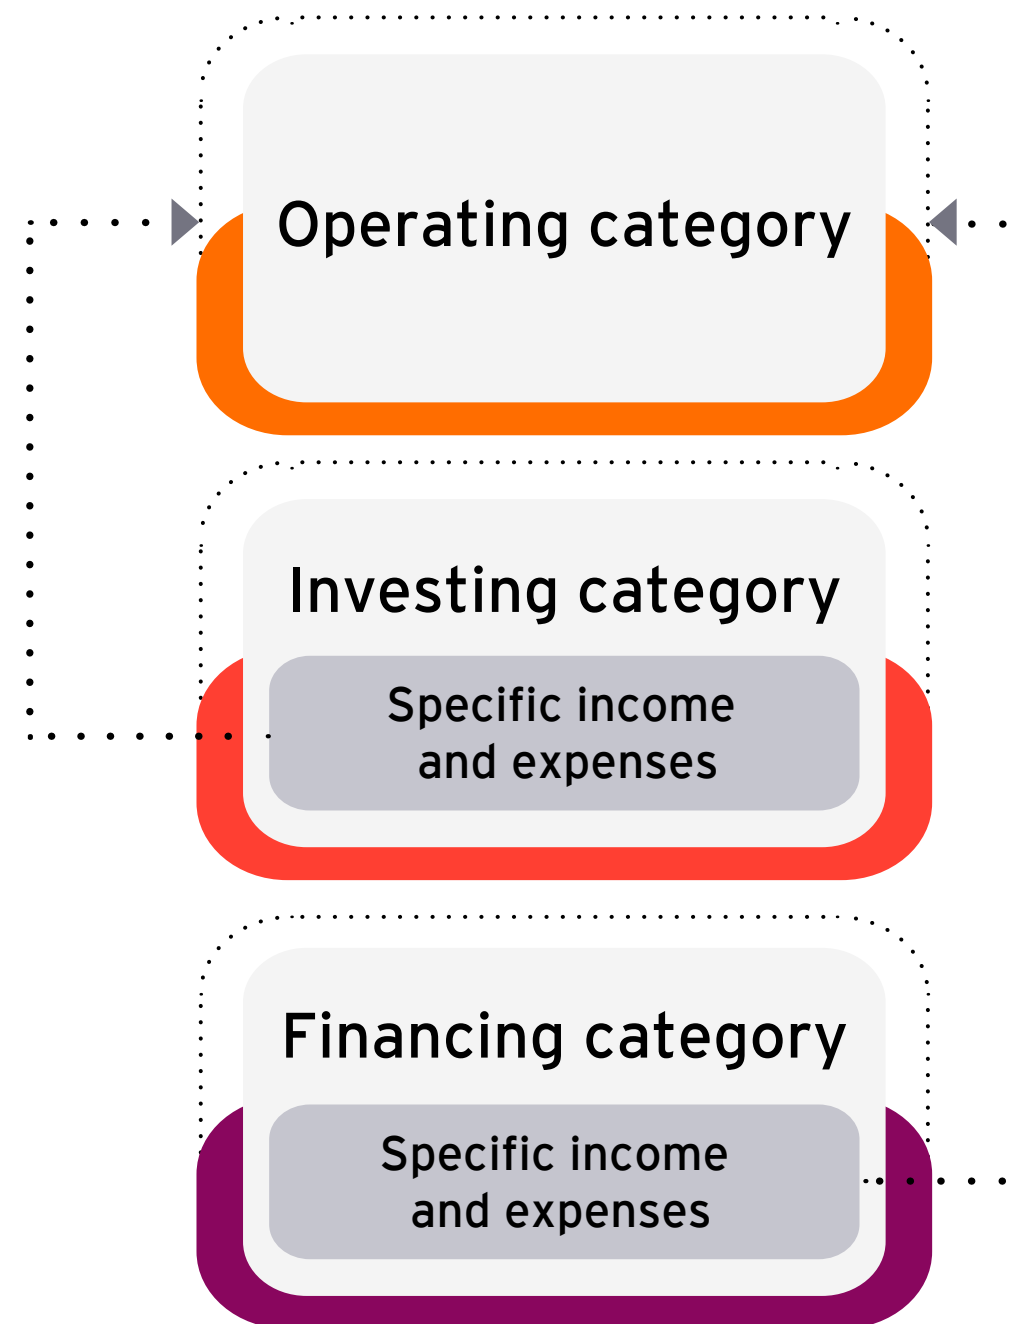 Operating category
Investing category
Specific income
and expenses
Financing category
Specific income
and expenses